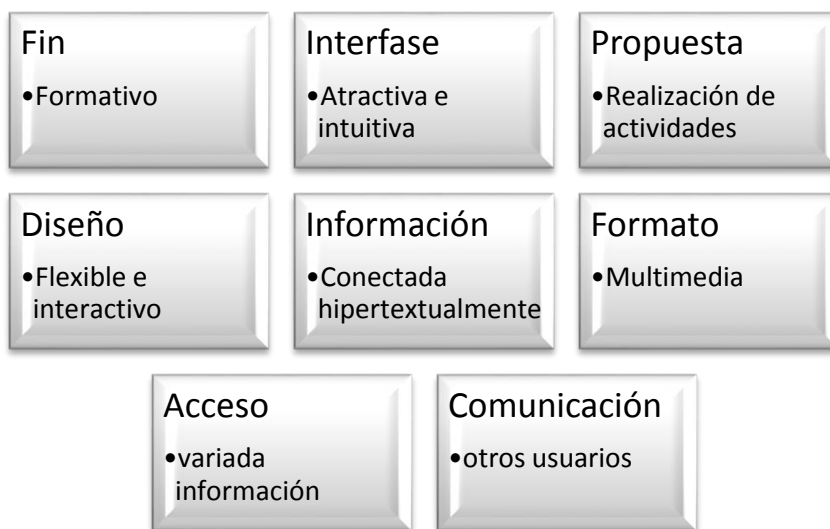 Fin
•Formativo
Interfase
•Atractiva e
intuitiva
Propuesta
•Realización de
actividades
Diseño
•Flexible e
interactivo
Información
•Conectada
hipertextualmente
Formato
•Multimedia
Acceso
•variada
información
Comunicación
•otros usuarios